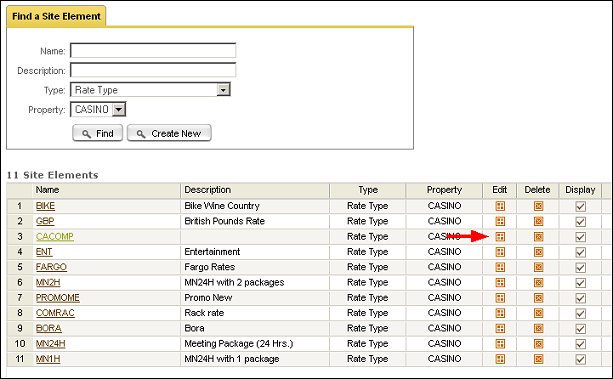 Find a Site Element
Name:
Description:
Type: Rate Type
Property: CASINO
Find Create New
11 Site Elements
Name Description Type Property Edit Delete Display
1 BIKE Bike Wine Country Rate Type CASINO
2 GBP British Pounds Rate Rate Type CASINO
3 CACOMP Rate Type CASINO
4 ENT Entertainment Rate Type CASINO
5 FARGO Fargo Rates Rate Type CASINO
6 MN2H MN24H with 2 packages Rate Type CASINO
7 PROMOME Promo New Rate Type CASINO
8 COMRAC Rack rate Rate Type CASINO
9 BORA Bora Rate Type CASINO
10 MN24H Meeting Package (24 Hrs.) Rate Type CASINO
11 MN1H MN24H with 1 package Rate Type CASINO